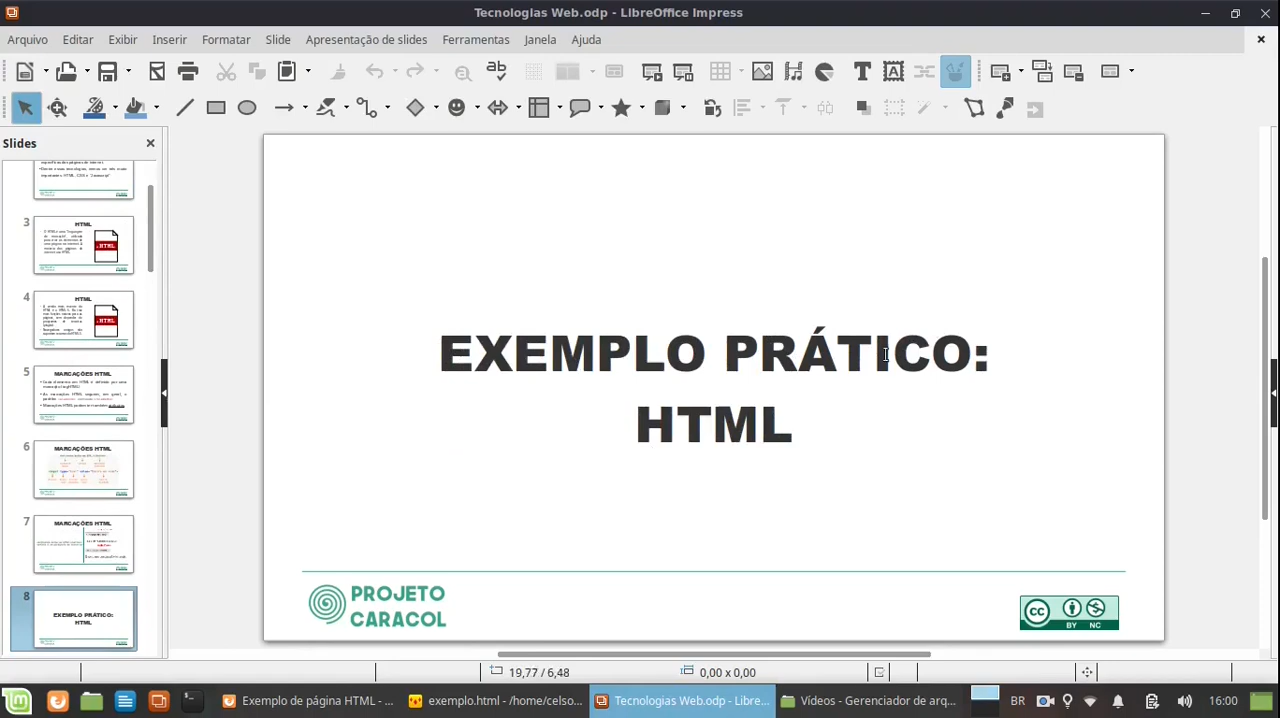 Tecnologias Web.odp - LibreOffice Impress
Arquivo Editar Exibir Inserir Formatar Slide Apresentação de slides Ferramentas Janela Ajuda
Slides
3
HTML
.HTML
4
HTML
.HTML
5
MARCAÇÕES HTML
6
MARCAÇÕES HTML
7
MARCAÇÕES HTML
8
EXEMPLO PRÁTICO:
HTML
EXEMPLO PRÁTICO:
HTML
PROJETO
CARACOL
CC
BY NC
19,77 / 6,48
0,00 x 0,00
Exemplo de página HTML - ...
exemplo.html - /home/celso...
Tecnologias Web.odp - Libre...
Vídeos - Gerenciador de arq...
BR
16:00